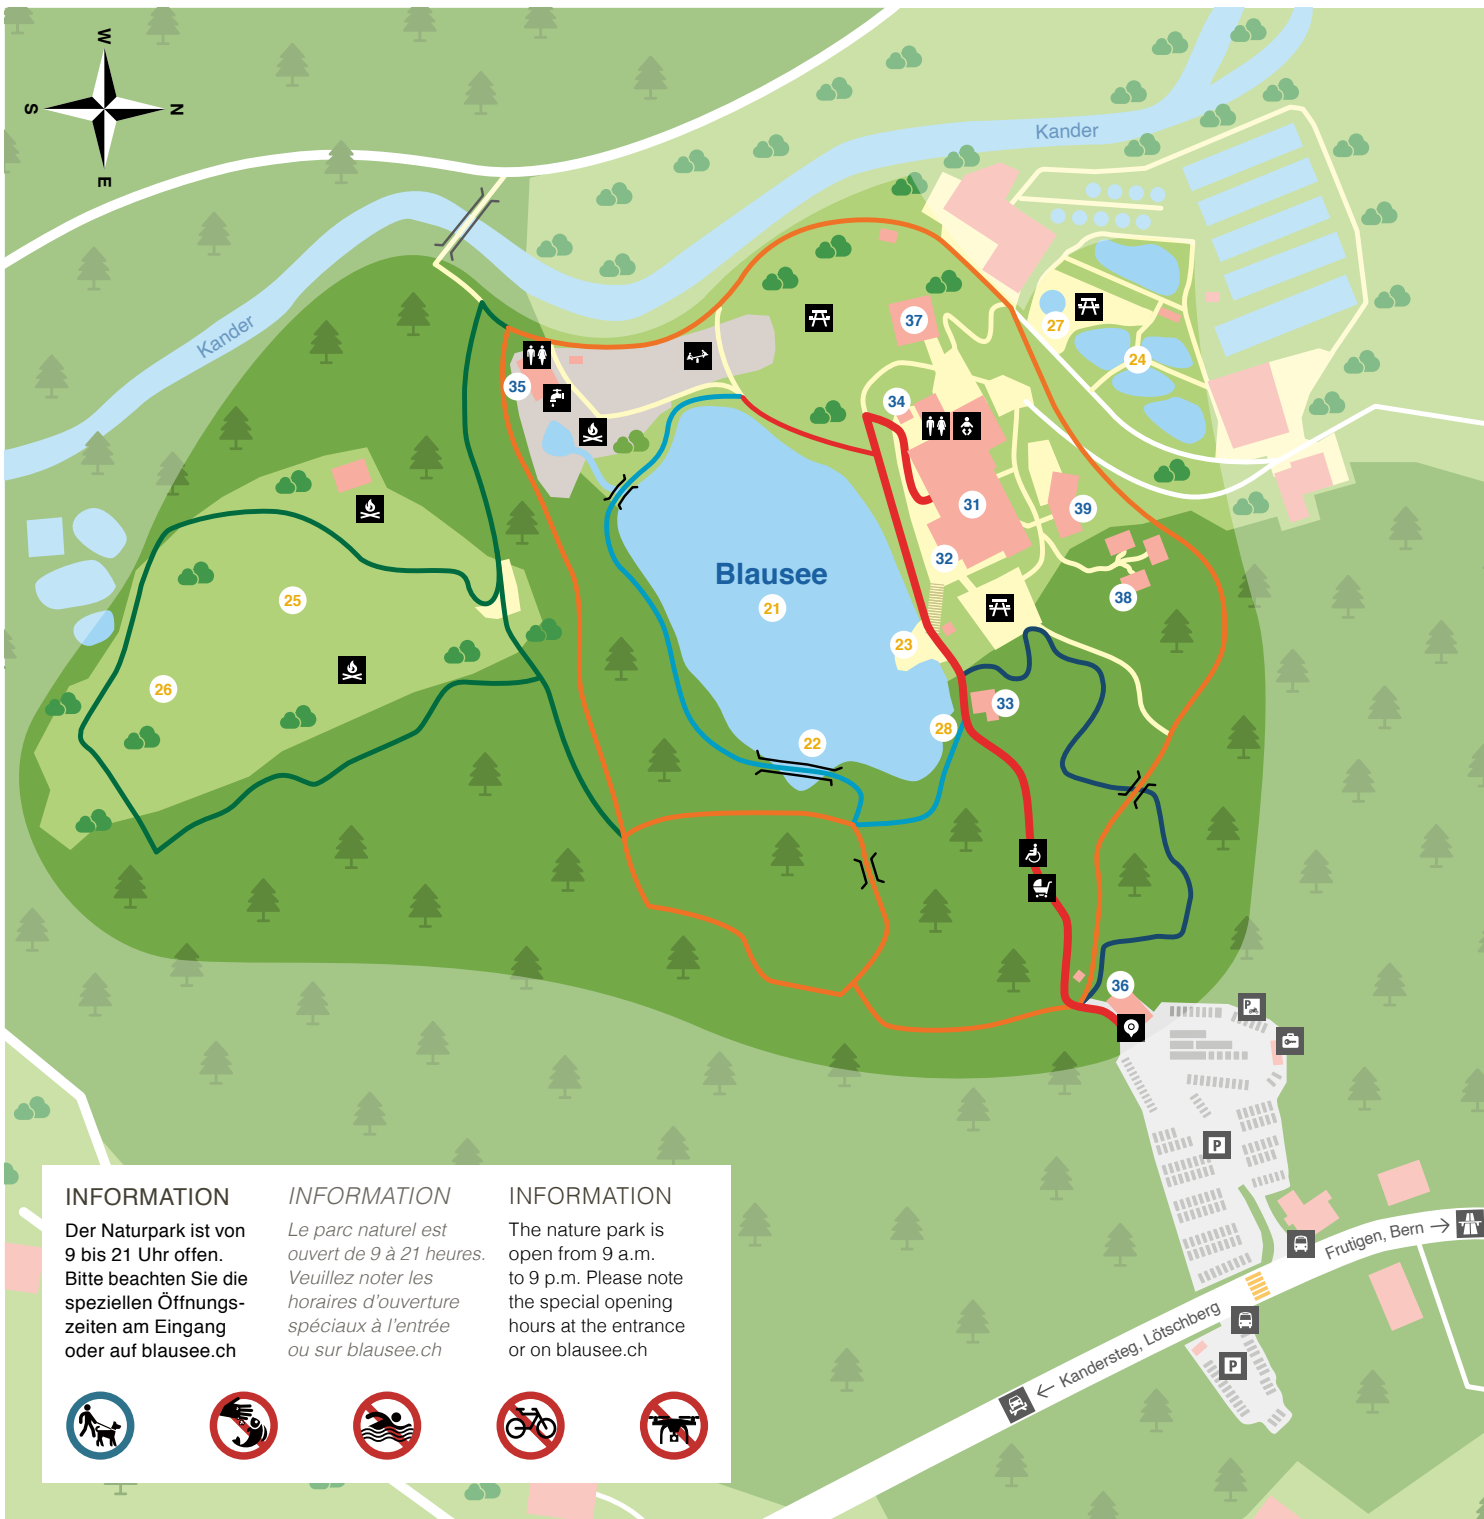 W
S
N
E
Kander
Kander
37
27
24
35
34
31
39
32
38
Blausee
21
25
23
26
33
28
22
36
P
P
P
Frutigen, Bern →
← Kandersteg, Lötschberg
INFORMATION
Der Naturpark ist von
9 bis 21 Uhr offen.
Bitte beachten Sie die
speziellen Öffnungs-
zeiten am Eingang
oder auf blausee.ch
INFORMATION
Le parc naturel est
ouvert de 9 à 21 heures.
Veuillez noter les
horaires d’ouverture
spéciaux à l’entrée
ou sur blausee.ch
INFORMATION
The nature park is
open from 9 a.m.
to 9 p.m. Please note
the special opening
hours at the entrance
or on blausee.ch